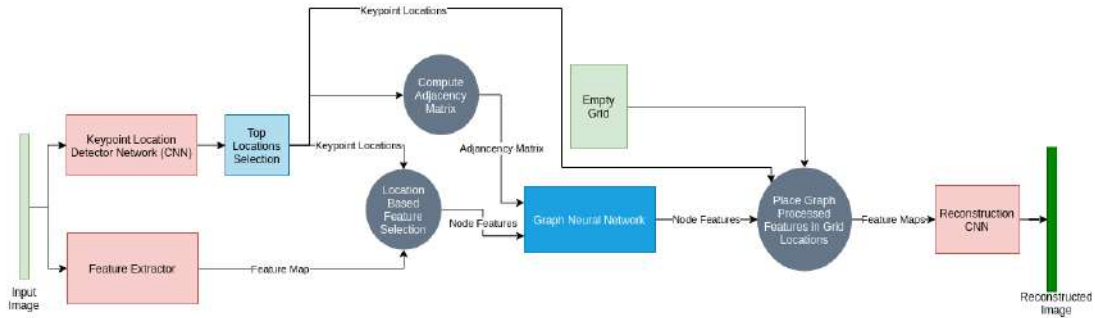 Keypoint Locations
Compute
Adjacency
Matrix
Empty
Grid
Keypoint Location
Detector Network (CNN)
Top
Locations
Selection
Keypoint Locations
Adjancency Matrix
Location
Based
Feature
Selection
Node Features
Graph Neural Network
Node Features
Place Graph
Processed
Features In Grid
Locations
Feature Maps
Reconstruction
CNN
Feature Extractor
Feature Map
Input
Image
Reconstructed
Image